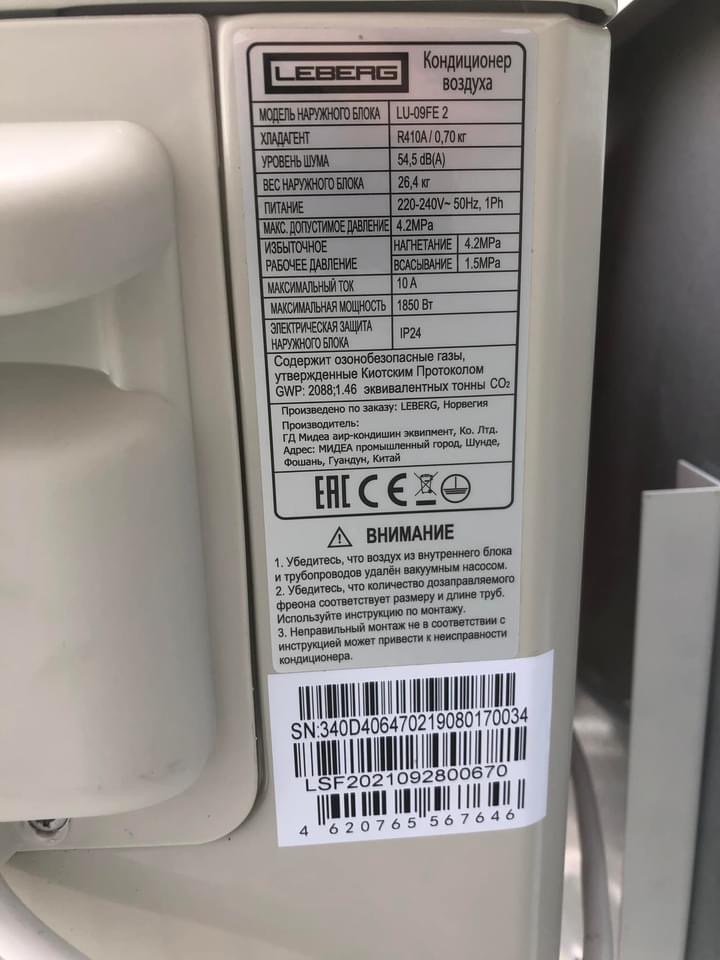 LEBERG
Кондиционер
воздуха
МОДЕЛЬ НАРУЖНОГО БЛОКА LU-09FE 2
ХЛАДАГЕНТ R410A / 0,70 кг
УРОВЕНЬ ШУМА 54,5 dB(A)
ВЕС НАРУЖНОГО БЛОКА 26,4 кг
ПИТАНИЕ 220-240V~ 50Hz, 1Ph
МАКС. ДОПУСТИМОЕ ДАВЛЕНИЕ 4.2MPa
ИЗБЫТОЧНОЕ НАГНЕТАНИЕ 4.2MPa
РАБОЧЕЕ ДАВЛЕНИЕ ВСАСЫВАНИЕ 1.5MPa
МАКСИМАЛЬНЫЙ ТОК 10 А
МАКСИМАЛЬНАЯ МОЩНОСТЬ 1850 Вт
ЭЛЕКТРИЧЕСКАЯ ЗАЩИТА
НАРУЖНОГО БЛОКА IP24
Содержит озонобезопасные газы,
утвержденные Киотским Протоколом
GWP: 2088;1.46 эквивалентных тонны CO₂
Произведено по заказу: LEBERG, Норвегия
Производитель:
ГД Мидеа аир-кондишин эквипмент, Ко. Лтд.
Адрес: МИДЕА промышленный город, Шунде,
Фошань, Гуандун, Китай
EAC CE
ВНИМАНИЕ
1. Убедитесь, что воздух из внутреннего блока
и трубопроводов удалён вакуумным насосом.
2. Убедитесь, что количество дозаправляемого
фреона соответствует размеру и длине труб.
Используйте инструкцию по монтажу.
3. Неправильный монтаж не в соответствии с
инструкцией может привести к неисправности
кондиционера.
SN:340D406470219080170034
LSF2021092800670
4 620765 567646